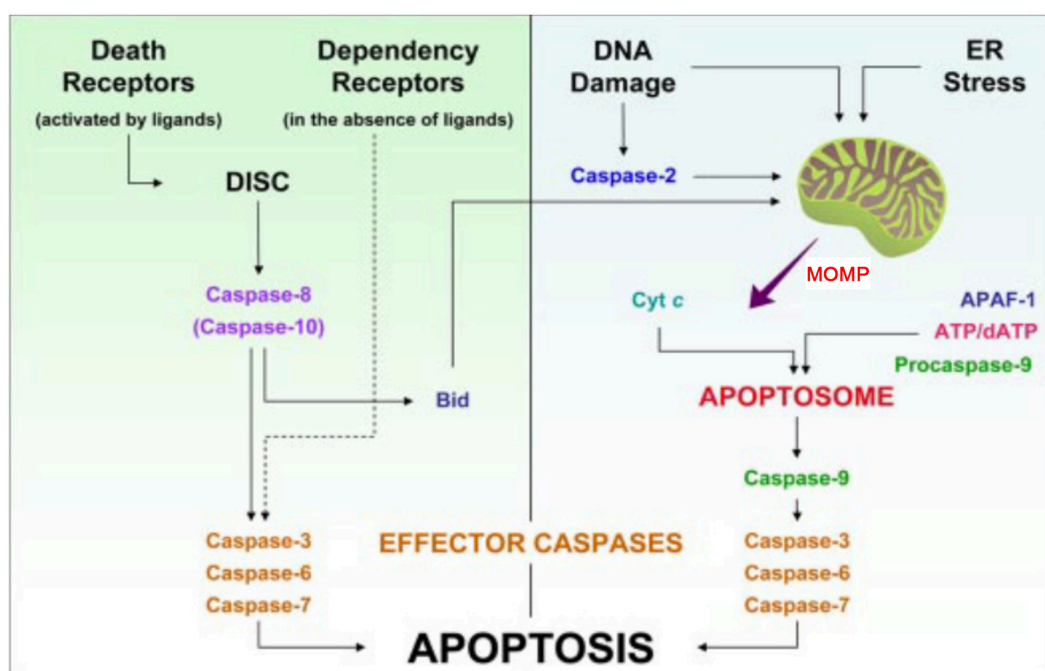 Death
Receptors
(activated by ligands)
Dependency
Receptors
(in the absence of ligands)
DISC
Caspase-8
(Caspase-10)
Bid
Caspase-3
Caspase-6
Caspase-7
DNA
Damage
ER
Stress
Caspase-2
MOMP
Cyt c
APAF-1
ATP/dATP
Procaspase-9
APOPTOSOME
Caspase-9
EFFECTOR CASPASES
Caspase-3
Caspase-6
Caspase-7
APOPTOSIS